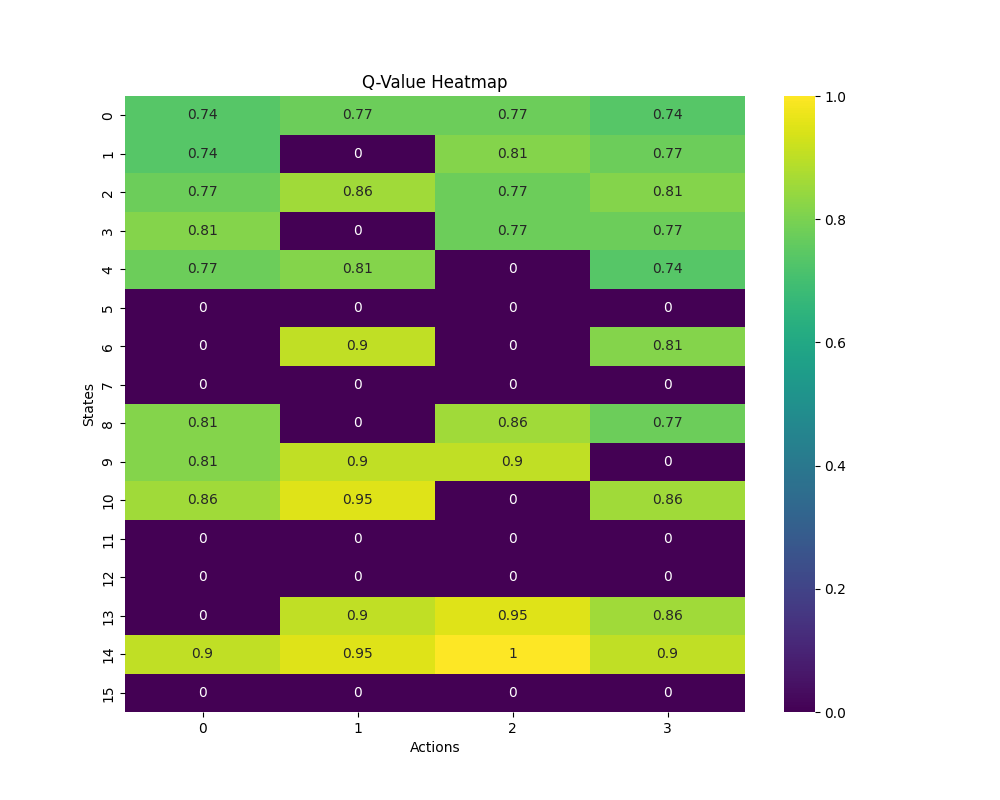 Q-Value Heatmap
0 0.74 0.77 0.77 0.74
1 0.74 0 0.81 0.77
2 0.77 0.86 0.77 0.81
3 0.81 0 0.77 0.77
4 0.77 0.81 0 0.74
5 0 0 0 0
6 0 0.9 0 0.81
7 0 0 0 0
8 0.81 0 0.86 0.77
9 0.81 0.9 0.9 0
10 0.86 0.95 0 0.86
11 0 0 0 0
12 0 0 0 0
13 0 0.9 0.95 0.86
14 0.9 0.95 1 0.9
15 0 0 0 0
States
0 1 2 3
Actions
1.0
0.8
0.6
0.4
0.2
0.0